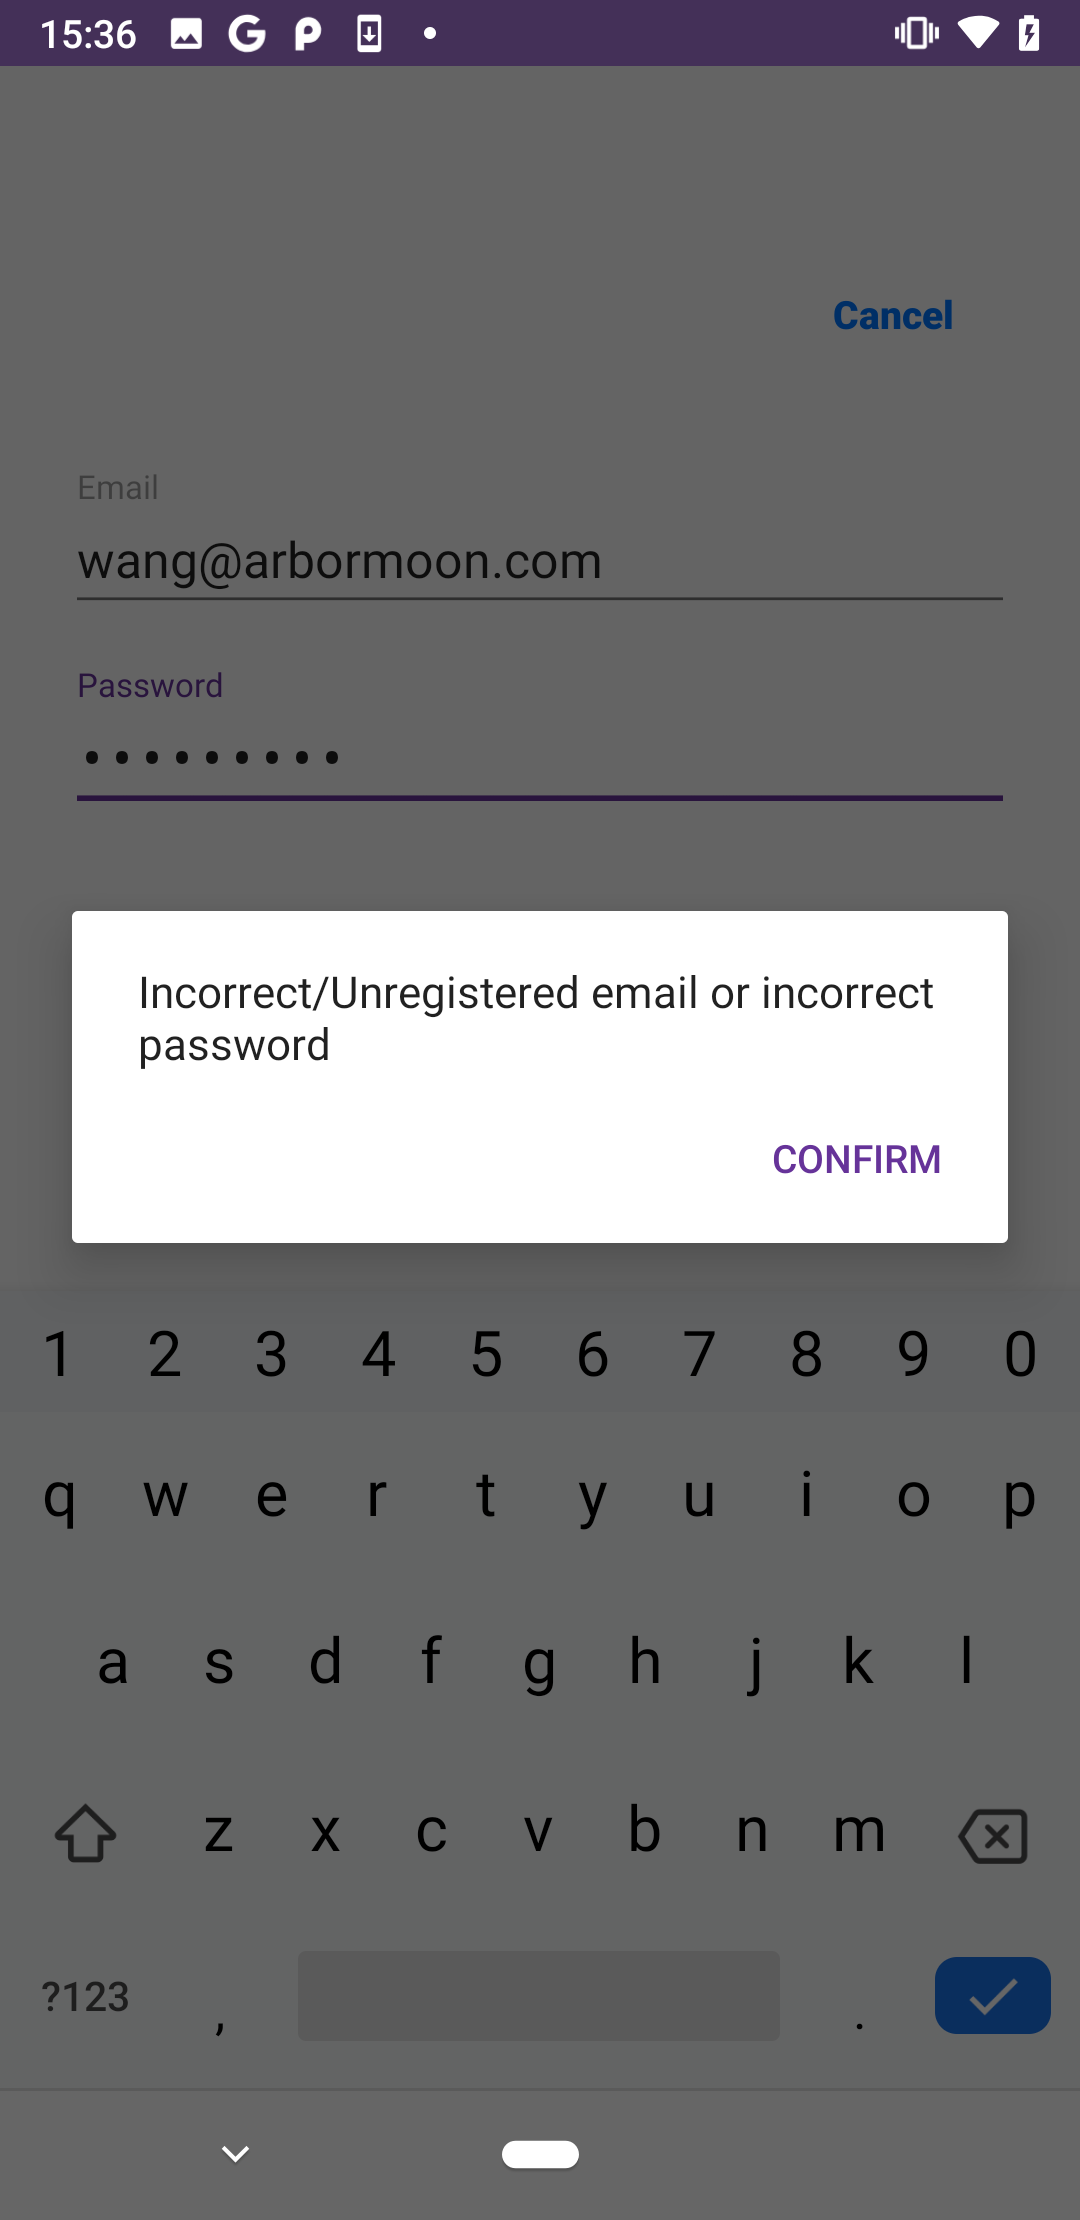 15:36
Cancel
Email
wang@arbormoon.com
Password
•••••••••
Incorrect/Unregistered email or incorrect
password
CONFIRM
1 2 3 4 5 6 7 8 9 0
q w e r t y u i o p
a s d f g h j k l
z x c v b n m
?123 , .